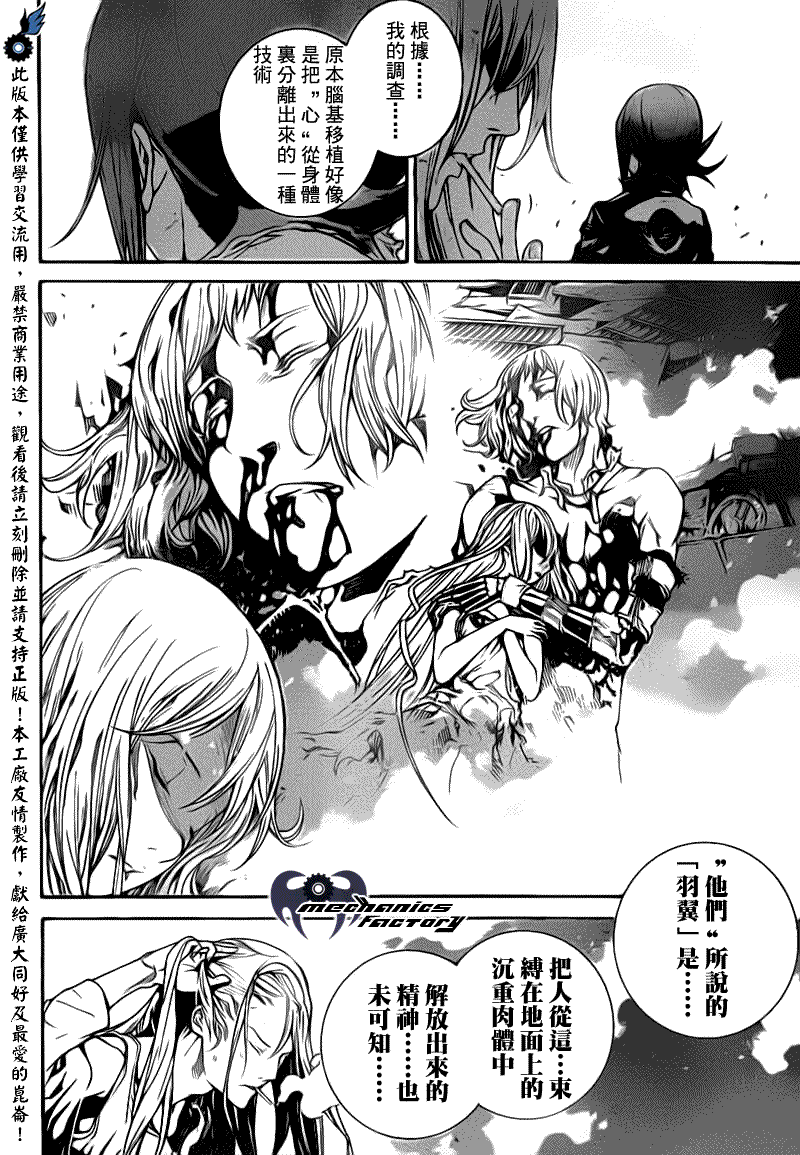 根據……
我的調查……
原本腦基移植好像
是把"心"從身體
裏分離出來的一種
技術
"他們"所說的
「羽翼」是……
把人從這…束
縛在地面上的
沉重肉體中
解放出來的
精神……也
未可知……
mechanics
factory
此版本僅供學習交流用，嚴禁商業用途，觀看後請立刻刪除並請支持正版！本工廠友情製作，獻給廣大同好及最愛的崑崙！